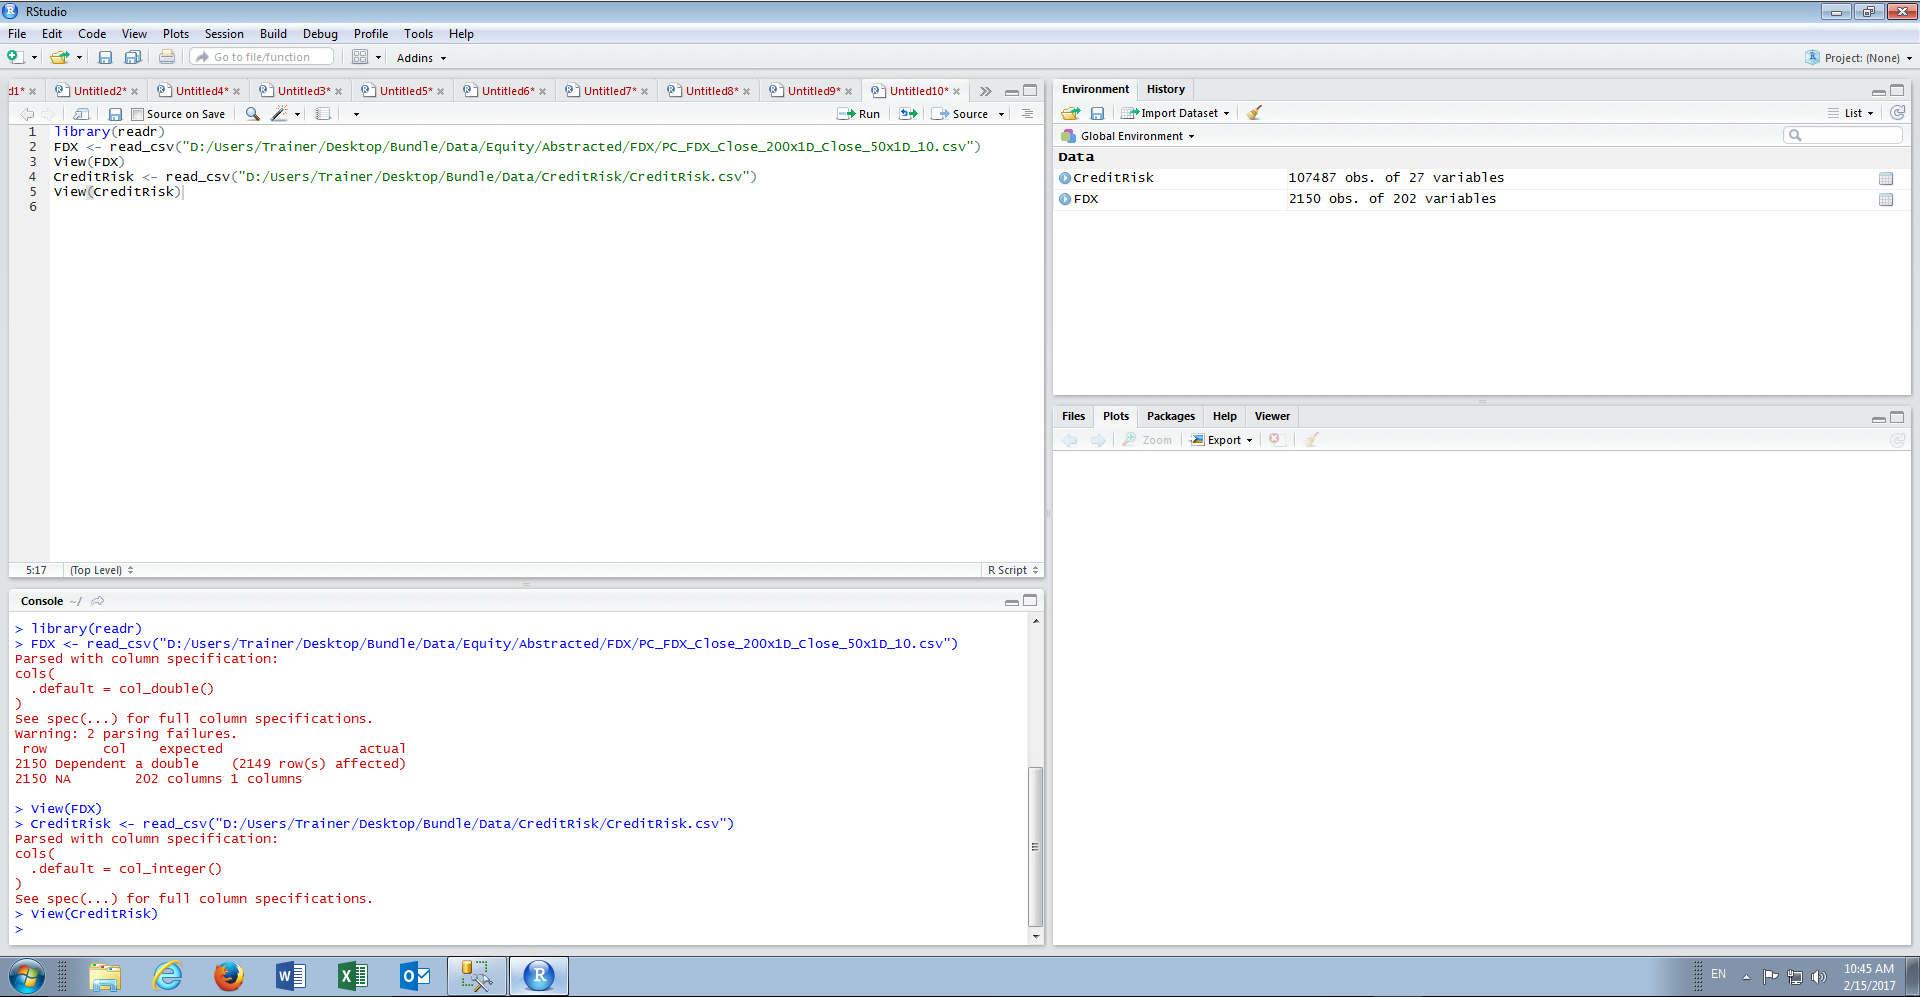 RStudio
File Edit Code View Plots Session Build Debug Profile Tools Help
Go to file/function Addins Project: (None)
d1* Untitled2* Untitled4* Untitled3* Untitled5* Untitled6* Untitled7* Untitled8* Untitled9* Untitled10*
Source on Save Run Source
1 library(readr)
2 FDX <- read_csv("D:/Users/Trainer/Desktop/Bundle/Data/Equity/Abstracted/FDX/PC_FDX_Close_200x1D_Close_50x1D_10.csv")
3 View(FDX)
4 CreditRisk <- read_csv("D:/Users/Trainer/Desktop/Bundle/Data/CreditRisk/CreditRisk.csv")
5 View(CreditRisk)
6
5:17 (Top Level) R Script
Console ~/
> library(readr)
> FDX <- read_csv("D:/Users/Trainer/Desktop/Bundle/Data/Equity/Abstracted/FDX/PC_FDX_Close_200x1D_Close_50x1D_10.csv")
Parsed with column specification:
cols(
  .default = col_double()
)
See spec(...) for full column specifications.
Warning: 2 parsing failures.
 row       col    expected                 actual
2150 Dependent a double    (2149 row(s) affected)
2150 NA        202 columns 1 columns
> View(FDX)
> CreditRisk <- read_csv("D:/Users/Trainer/Desktop/Bundle/Data/CreditRisk/CreditRisk.csv")
Parsed with column specification:
cols(
  .default = col_integer()
)
See spec(...) for full column specifications.
> View(CreditRisk)
>
Environment History
Import Dataset List
Global Environment
Data
CreditRisk 107487 obs. of 27 variables
FDX 2150 obs. of 202 variables
Files Plots Packages Help Viewer
Zoom Export
EN 10:45 AM
2/15/2017